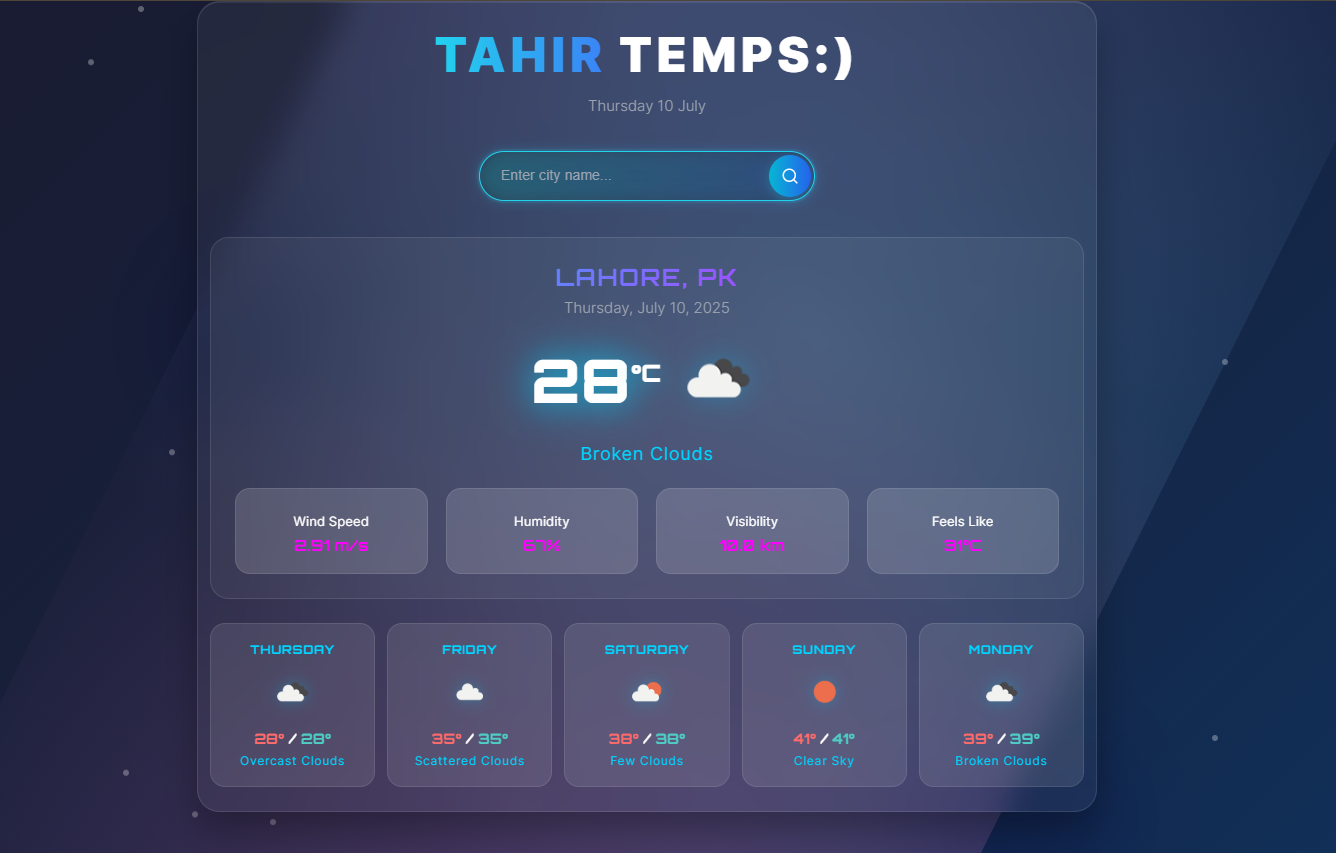 TAHIR TEMPS:)
Thursday 10 July
Enter city name...
LAHORE, PK
Thursday, July 10, 2025
28°C
Broken Clouds
Wind Speed
2.91 m/s
Humidity
67%
Visibility
10.0 km
Feels Like
31°C
THURSDAY
28° / 28°
Overcast Clouds
FRIDAY
35° / 35°
Scattered Clouds
SATURDAY
38° / 38°
Few Clouds
SUNDAY
41° / 41°
Clear Sky
MONDAY
39° / 39°
Broken Clouds